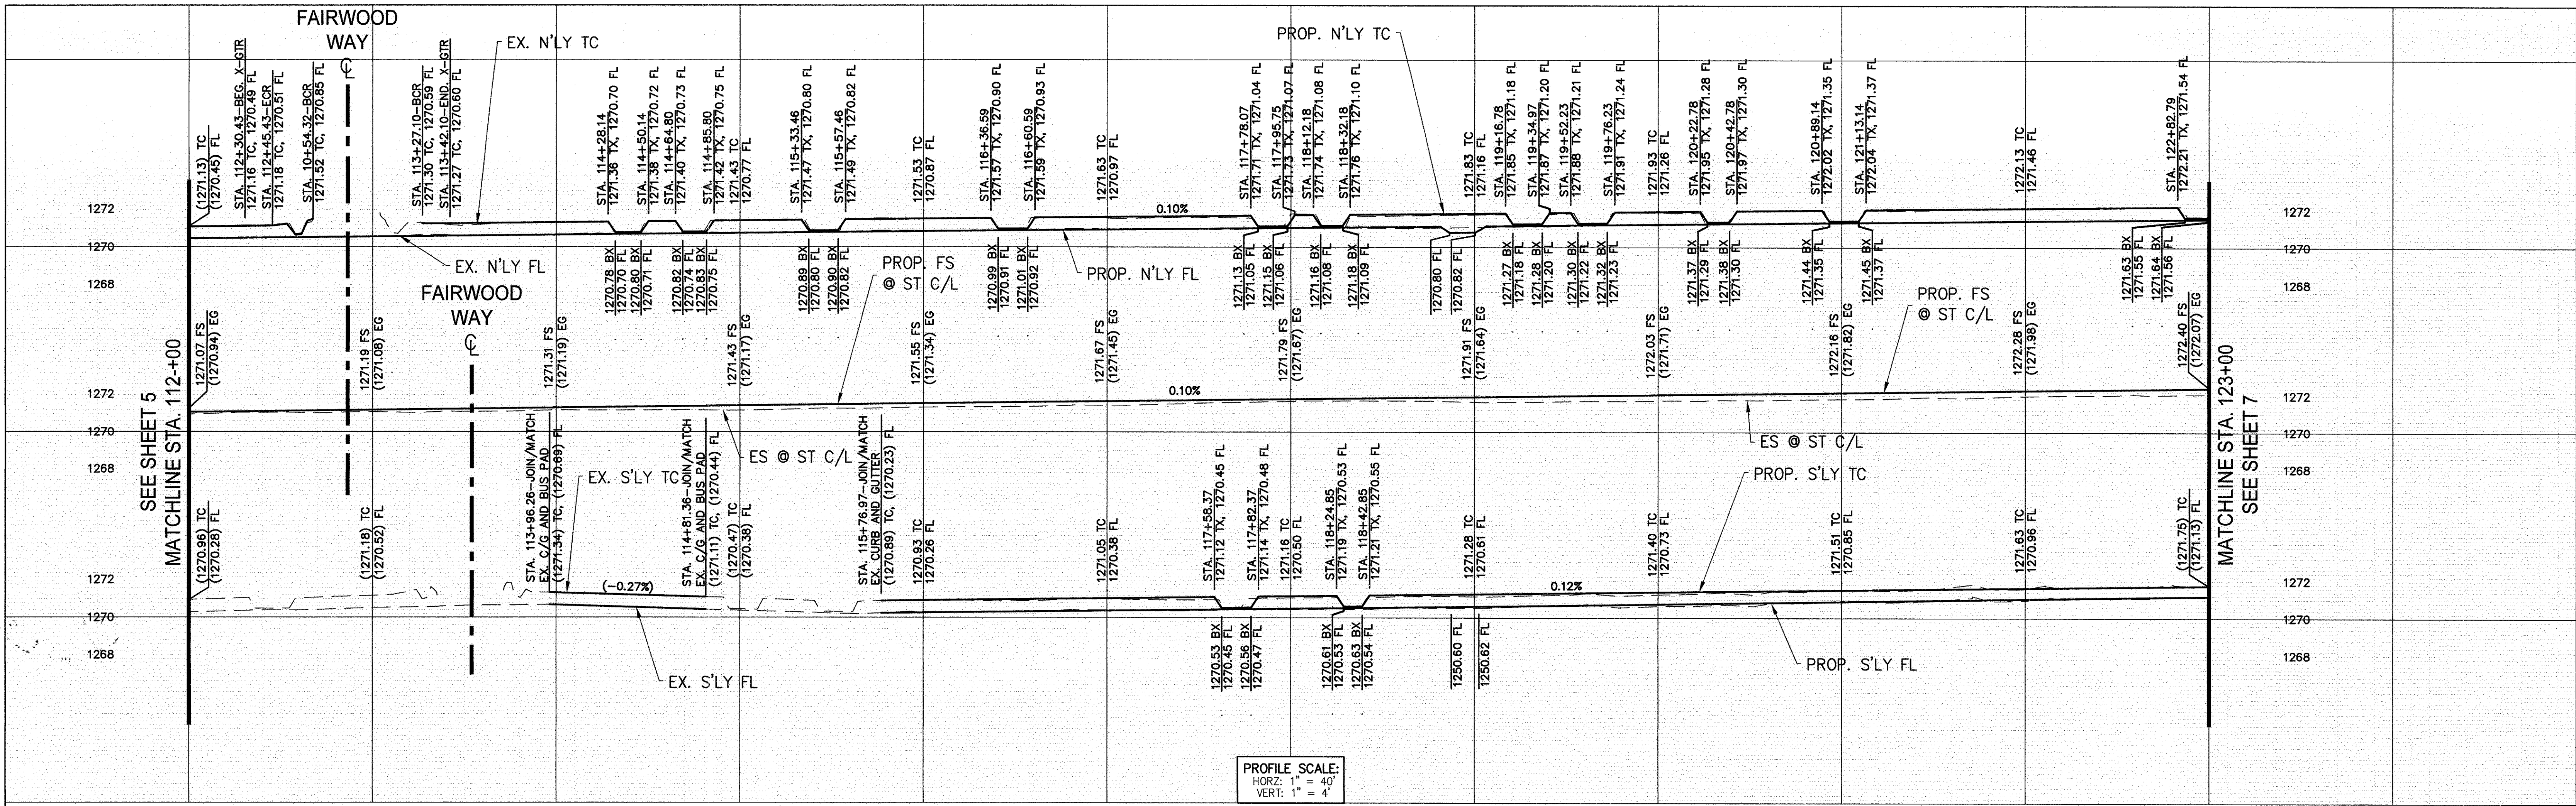 FAIRWOOD
WAY
C
L
EX. N'LY TC
PROP. N'LY TC
(1271.13) TC
(1270.45) FL
STA. 112+30.43-BEG. X-GTR
1271.16 TC, 1270.49 FL
STA. 112+45.43-ECR
1271.18 TC, 1270.51 FL
STA. 110+54.32-BCR
1271.52 TC, 1270.85 FL
STA. 113+27.10-BCR
1271.30 TC, 1270.59 FL
STA. 113+42.10-END. X-GTR
1271.27 TC, 1270.60 FL
STA. 114+28.14
1271.36 TX, 1270.70 FL
STA. 114+50.14
1271.38 TX, 1270.72 FL
STA. 114+64.80
1271.40 TX, 1270.73 FL
STA. 114+85.80
1271.42 TX, 1270.75 FL
1271.43 TC
1270.77 FL
STA. 115+33.46
1271.47 TX, 1270.80 FL
STA. 115+57.46
1271.49 TX, 1270.82 FL
1271.53 TC
1270.87 FL
STA. 116+36.59
1271.57 TX, 1270.90 FL
STA. 116+60.59
1271.59 TX, 1270.93 FL
1271.63 TC
1270.97 FL
STA. 117+78.07
1271.71 TX, 1271.04 FL
STA. 117+95.75
1271.73 TX, 1271.07 FL
STA. 118+12.18
1271.74 TX, 1271.08 FL
STA. 118+32.18
1271.76 TX, 1271.10 FL
1271.83 TC
1271.16 FL
STA. 119+16.78
1271.85 TX, 1271.18 FL
STA. 119+34.97
1271.87 TX, 1271.20 FL
STA. 119+52.23
1271.88 TX, 1271.21 FL
STA. 119+76.23
1271.91 TX, 1271.24 FL
1271.93 TC
1271.26 FL
STA. 120+22.78
1271.95 TX, 1271.28 FL
STA. 120+42.78
1271.97 TX, 1271.30 FL
STA. 120+89.14
1272.02 TX, 1271.35 FL
STA. 121+13.14
1272.04 TX, 1271.37 FL
1272.13 TC
1271.46 FL
STA. 122+82.79
1272.21 TX, 1271.54 FL
1272
0.10%
1272
1270
1270
1268
1268
EX. N'LY FL
PROP. N'LY FL
1270.78 BX
1270.70 FL
1270.80 BX
1270.71 FL
1270.82 BX
1270.74 FL
1270.83 BX
1270.75 FL
1270.89 BX
1270.80 FL
1270.90 BX
1270.82 FL
1270.99 BX
1270.91 FL
1271.01 BX
1270.92 FL
1271.13 BX
1271.05 FL
1271.15 BX
1271.06 FL
1271.16 BX
1271.08 FL
1271.18 BX
1271.09 FL
1270.80 FL
1270.82 FL
1271.27 BX
1271.18 FL
1271.28 BX
1271.20 FL
1271.30 BX
1271.22 FL
1271.32 BX
1271.23 FL
1271.37 BX
1271.29 FL
1271.38 BX
1271.30 FL
1271.44 BX
1271.35 FL
1271.45 BX
1271.37 FL
1271.63 BX
1271.55 FL
1271.64 BX
1271.56 FL
FAIRWOOD
WAY
C
L
PROP. FS
@ ST C/L
PROP. FS
@ ST C/L
1271.07 FS
(1270.94) EG
1271.19 FS
(1271.08) EG
1271.31 FS
(1271.19) EG
1271.43 FS
(1271.17) EG
1271.55 FS
(1271.34) EG
1271.67 FS
(1271.45) EG
1271.79 FS
(1271.67) EG
1271.91 FS
(1271.64) EG
1272.03 FS
(1271.71) EG
1272.16 FS
(1271.82) EG
1272.28 FS
(1271.98) EG
1272.40 FS
(1272.07) EG
SEE SHEET 5
MATCHLINE STA. 112+00
MATCHLINE STA. 123+00
SEE SHEET 7
1272
0.10%
1272
1270
1270
1268
1268
ES @ ST C/L
ES @ ST C/L
EX. S'LY TC
PROP. S'LY TC
(1270.96) TC
(1270.28) FL
(1271.18) TC
(1270.52) FL
STA. 113+96.26-JOIN/MATCH
EX. C/G AND BUS PAD
(1271.34) TC, (1270.69) FL
STA. 114+81.36-JOIN/MATCH
EX. C/G AND BUS PAD
(1271.11) TC, (1270.44) FL
(1270.47) TC
(1270.38) FL
STA. 115+76.97-JOIN/MATCH
EX. CURB AND GUTTER
(1270.89) TC, (1270.23) FL
1270.93 TC
1270.26 FL
1271.05 TC
1270.38 FL
STA. 117+58.37
1271.12 TX, 1270.45 FL
STA. 117+82.37
1271.14 TX, 1270.48 FL
1271.16 TC
1270.50 FL
STA. 118+24.85
1271.19 TX, 1270.53 FL
STA. 118+42.85
1271.21 TX, 1270.55 FL
1271.28 TC
1270.61 FL
1271.40 TC
1270.73 FL
1271.51 TC
1270.85 FL
1271.63 TC
1270.96 FL
(1271.75) TC
(1271.13) FL
1272
(-0.27%)
0.12%
1272
1270
1270
1268
1268
EX. S'LY FL
PROP. S'LY FL
1270.53 BX
1270.45 FL
1270.56 BX
1270.47 FL
1270.61 BX
1270.53 FL
1270.63 BX
1270.54 FL
1250.60 FL
1250.62 FL
PROFILE SCALE:
HORZ: 1" = 40'
VERT: 1" = 4'